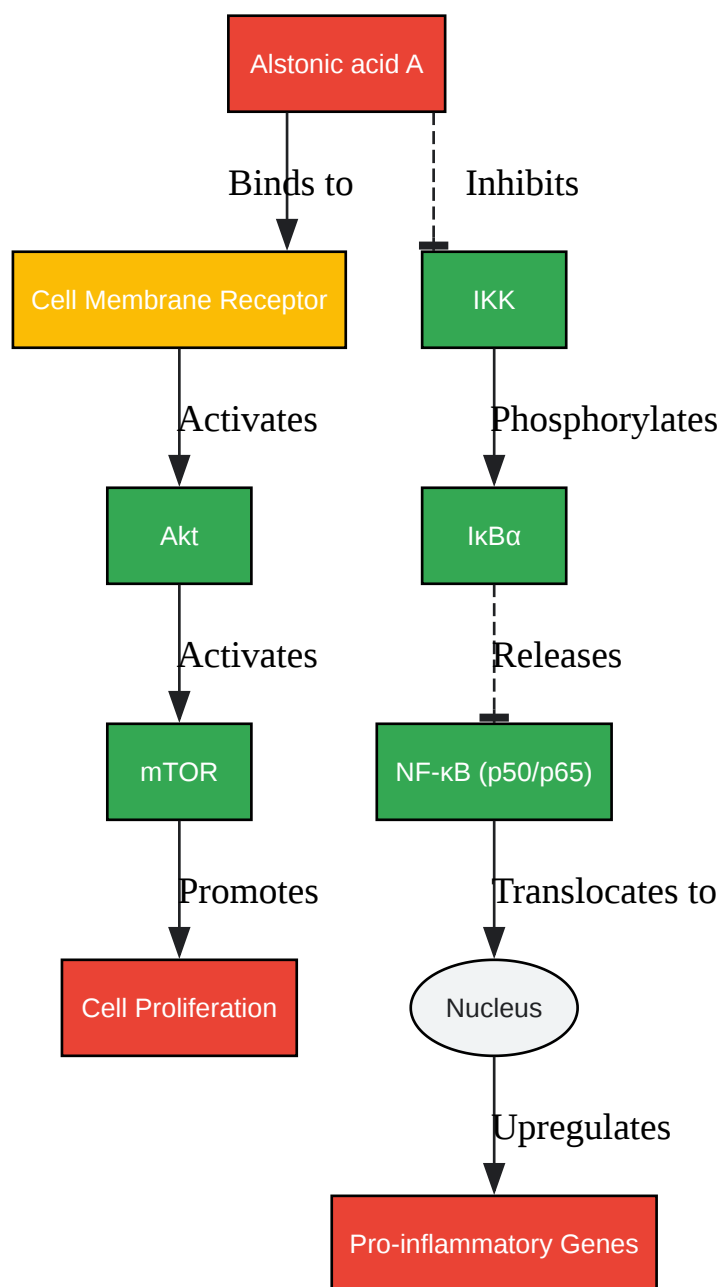 Alstonic acid A
Binds to
Inhibits
Cell Membrane Receptor
IKK
Activates
Phosphorylates
Akt
IκBα
Activates
Releases
mTOR
NF-κB (p50/p65)
Promotes
Translocates to
Cell Proliferation
Nucleus
Upregulates
Pro-inflammatory Genes